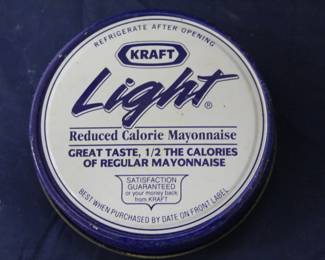 REFRIGERATE AFTER OPENING
KRAFT
Light®
Reduced Calorie Mayonnaise
GREAT TASTE, 1/2 THE CALORIES
OF REGULAR MAYONNAISE
SATISFACTION
GUARANTEED
or your money back
from KRAFT
BEST WHEN PURCHASED BY DATE ON FRONT LABEL